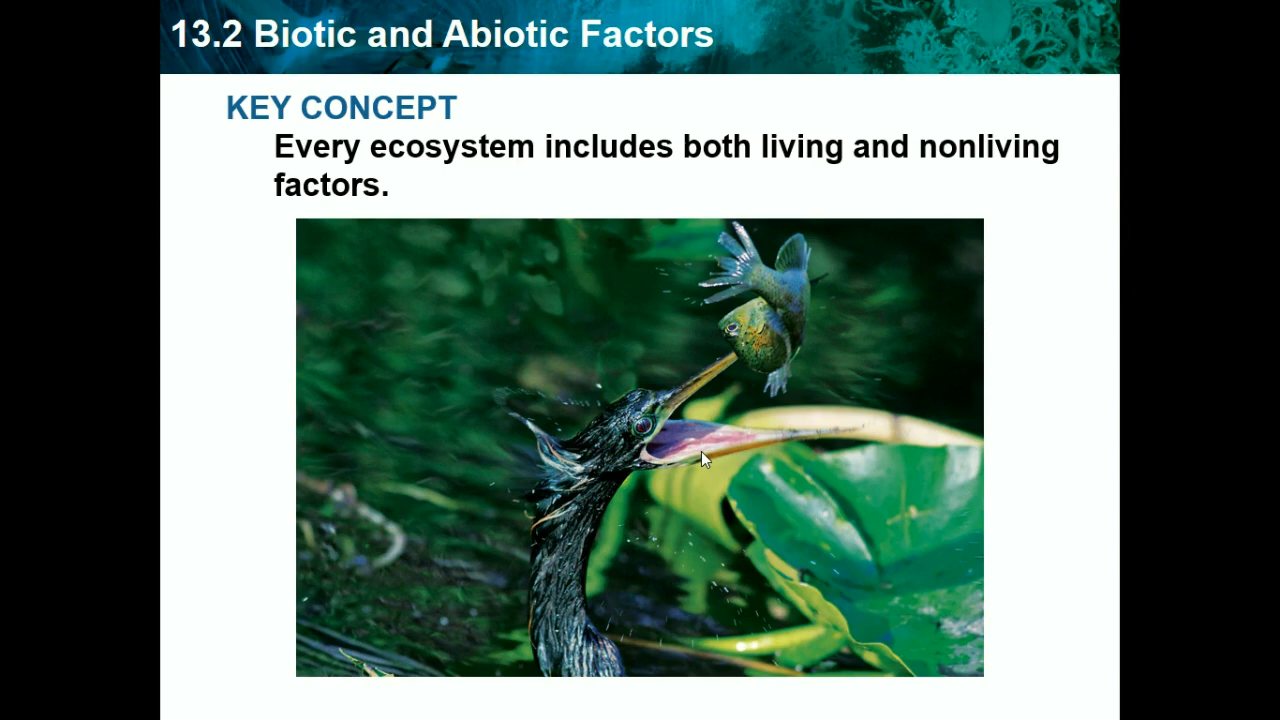 13.2 Biotic and Abiotic Factors
KEY CONCEPT
Every ecosystem includes both living and nonliving
factors.